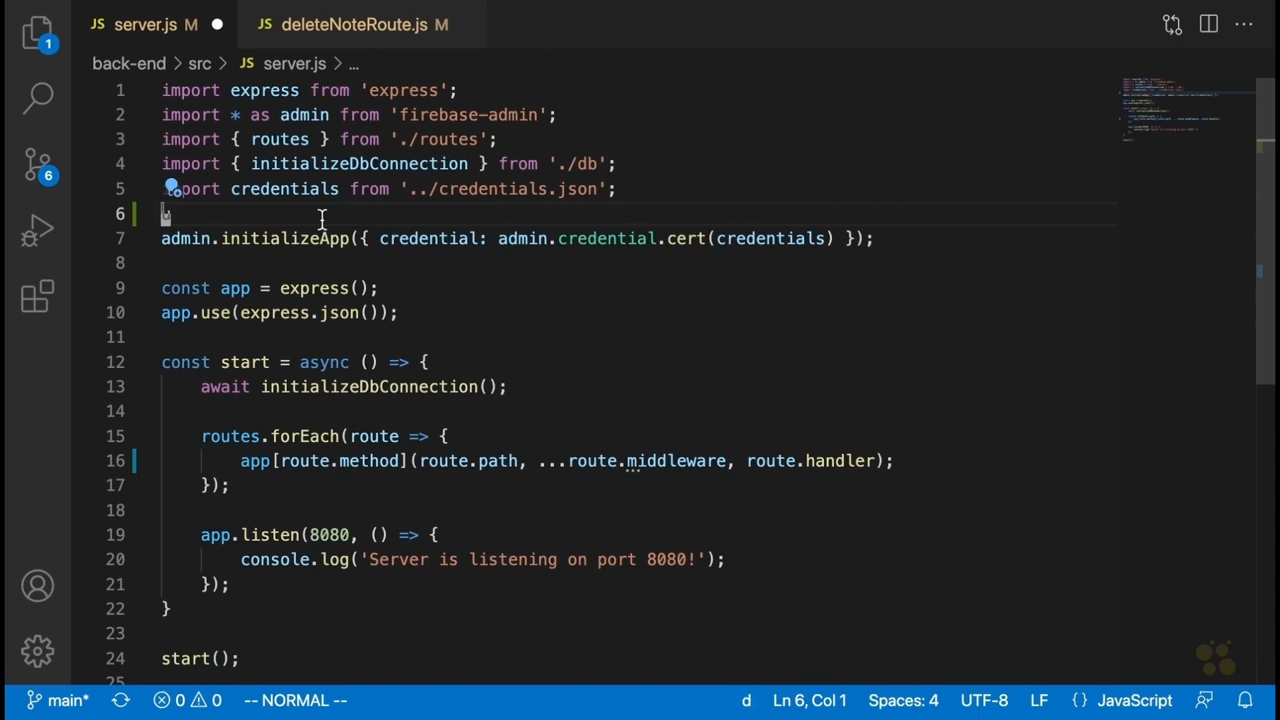 JS server.js M JS deleteNoteRoute.js M
1
back-end > src > JS server.js > ...
1 import express from 'express';
2 import * as admin from 'firebase-admin';
3 import { routes } from './routes';
4 import { initializeDbConnection } from './db';
6
5 port credentials from '../credentials.json';
6
7 admin.initializeApp({ credential: admin.credential.cert(credentials) });
8
9 const app = express();
10 app.use(express.json());
11
12 const start = async () => {
13 await initializeDbConnection();
14
15 routes.forEach(route => {
16 app[route.method](route.path, ...route.middleware, route.handler);
17 });
18
19 app.listen(8080, () => {
20 console.log('Server is listening on port 8080!');
21 });
22 }
23
24 start();
25
main* 0 0 -- NORMAL -- d Ln 6, Col 1 Spaces: 4 UTF-8 LF {} JavaScript